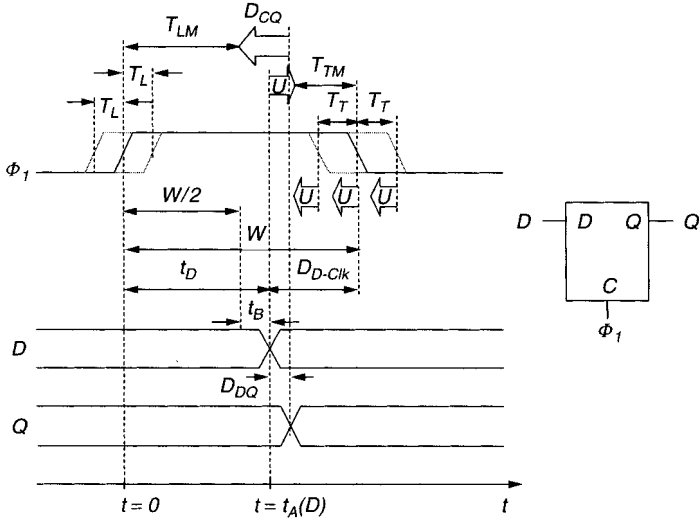 D_CQ
T_LM
T_TM
T_L
U
T_L
T_T T_T
Φ_1
U U U
W/2
W
t_D D_D-Clk
t_B
D
D_DQ
Q
t = 0 t = t_A(D) t
D D Q Q
C
Φ_1